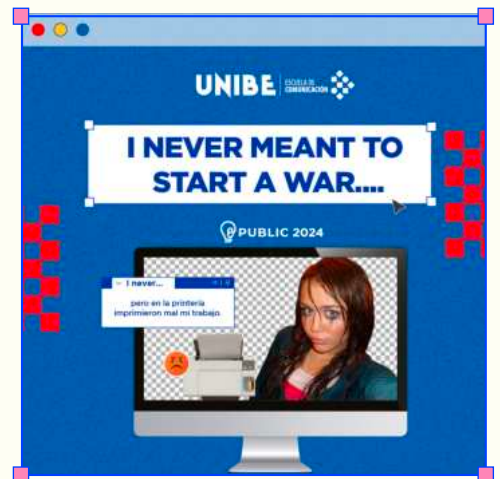 UNIBE ESCUELA DE
COMUNICACIÓN
I NEVER MEANT TO
START A WAR....
PUBLIC 2024
I never...
pero en la printeria
imprimieron mal mi trabajo.